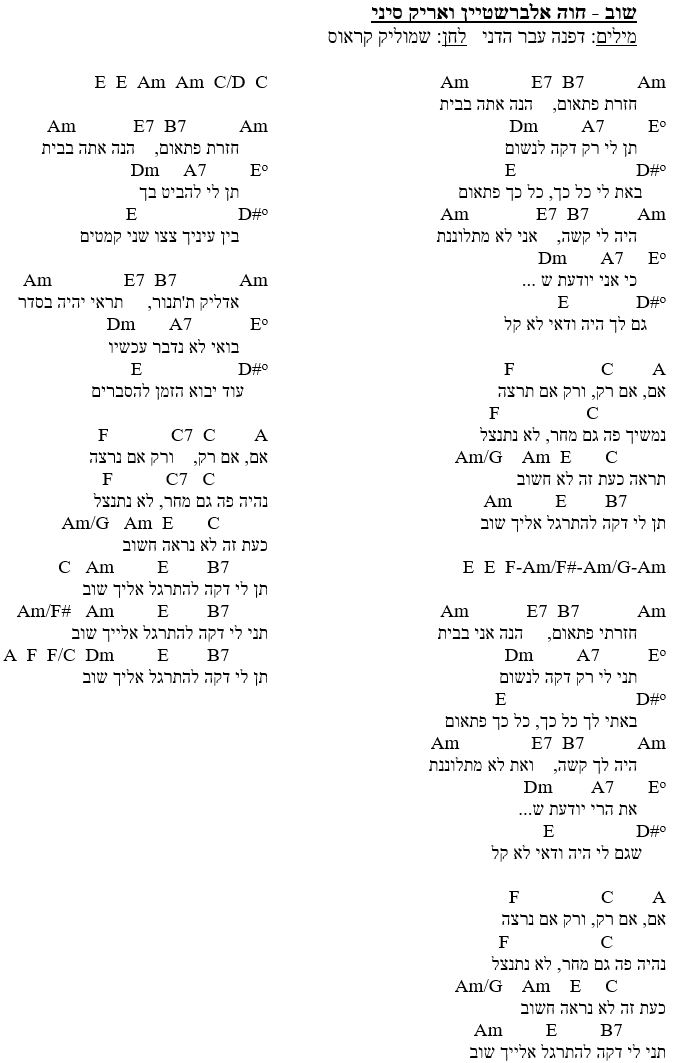 שוב - חוה אלברשטיין ואריק סיני
מילים: דפנה עבר הדני לחן: שמוליק קראוס
Am E7 B7 Am
חזרת פתאום, הנה אתה בבית
Dm A7 Eº
תן לי רק דקה לנשום
E D#º
באת לי כל כך, כל כך פתאום
Am E7 B7 Am
היה לי קשה, אני לא מתלוננת
Dm A7 Eº
כי אני יודעת ש ...
E D#º
גם לך היה ודאי לא קל
F C A
אם, אם רק, ורק אם תרצה
F C
נמשיך פה גם מחר, לא נתנצל
Am/G Am E C
תראה כעת זה לא חשוב
Am E B7
תן לי דקה להתרגל אליך שוב
E E F-Am/F#-Am/G-Am
Am E7 B7 Am
חזרתי פתאום, הנה אני בבית
Dm A7 Eº
תני לי רק דקה לנשום
E D#º
באתי לך כל כך, כל כך פתאום
Am E7 B7 Am
היה לך קשה, ואת לא מתלוננת
Dm A7 Eº
את הרי יודעת ש...
E D#º
שגם לי היה ודאי לא קל
F C A
אם, אם רק, ורק אם נרצה
F C
נהיה פה גם מחר, לא נתנצל
Am/G Am E C
כעת זה לא נראה חשוב
Am E B7
תני לי דקה להתרגל אלייך שוב
E E Am Am C/D C
Am E7 B7 Am
חזרת פתאום, הנה אתה בבית
Dm A7 Eº
תן לי להביט בך
E D#º
בין עיניך צצו שני קמטים
Am E7 B7 Am
אדליק ת'תנור, תראי יהיה בסדר
Dm A7 Eº
בואי לא נדבר עכשיו
E D#º
עוד יבוא הזמן להסברים
F C7 C A
אם, אם רק, ורק אם נרצה
F C7 C
נהיה פה גם מחר, לא נתנצל
Am/G Am E C
כעת זה לא נראה חשוב
C Am E B7
תן לי דקה להתרגל אליך שוב
Am/F# Am E B7
תני לי דקה להתרגל אלייך שוב
A F F/C Dm E B7
תן לי דקה להתרגל אליך שוב